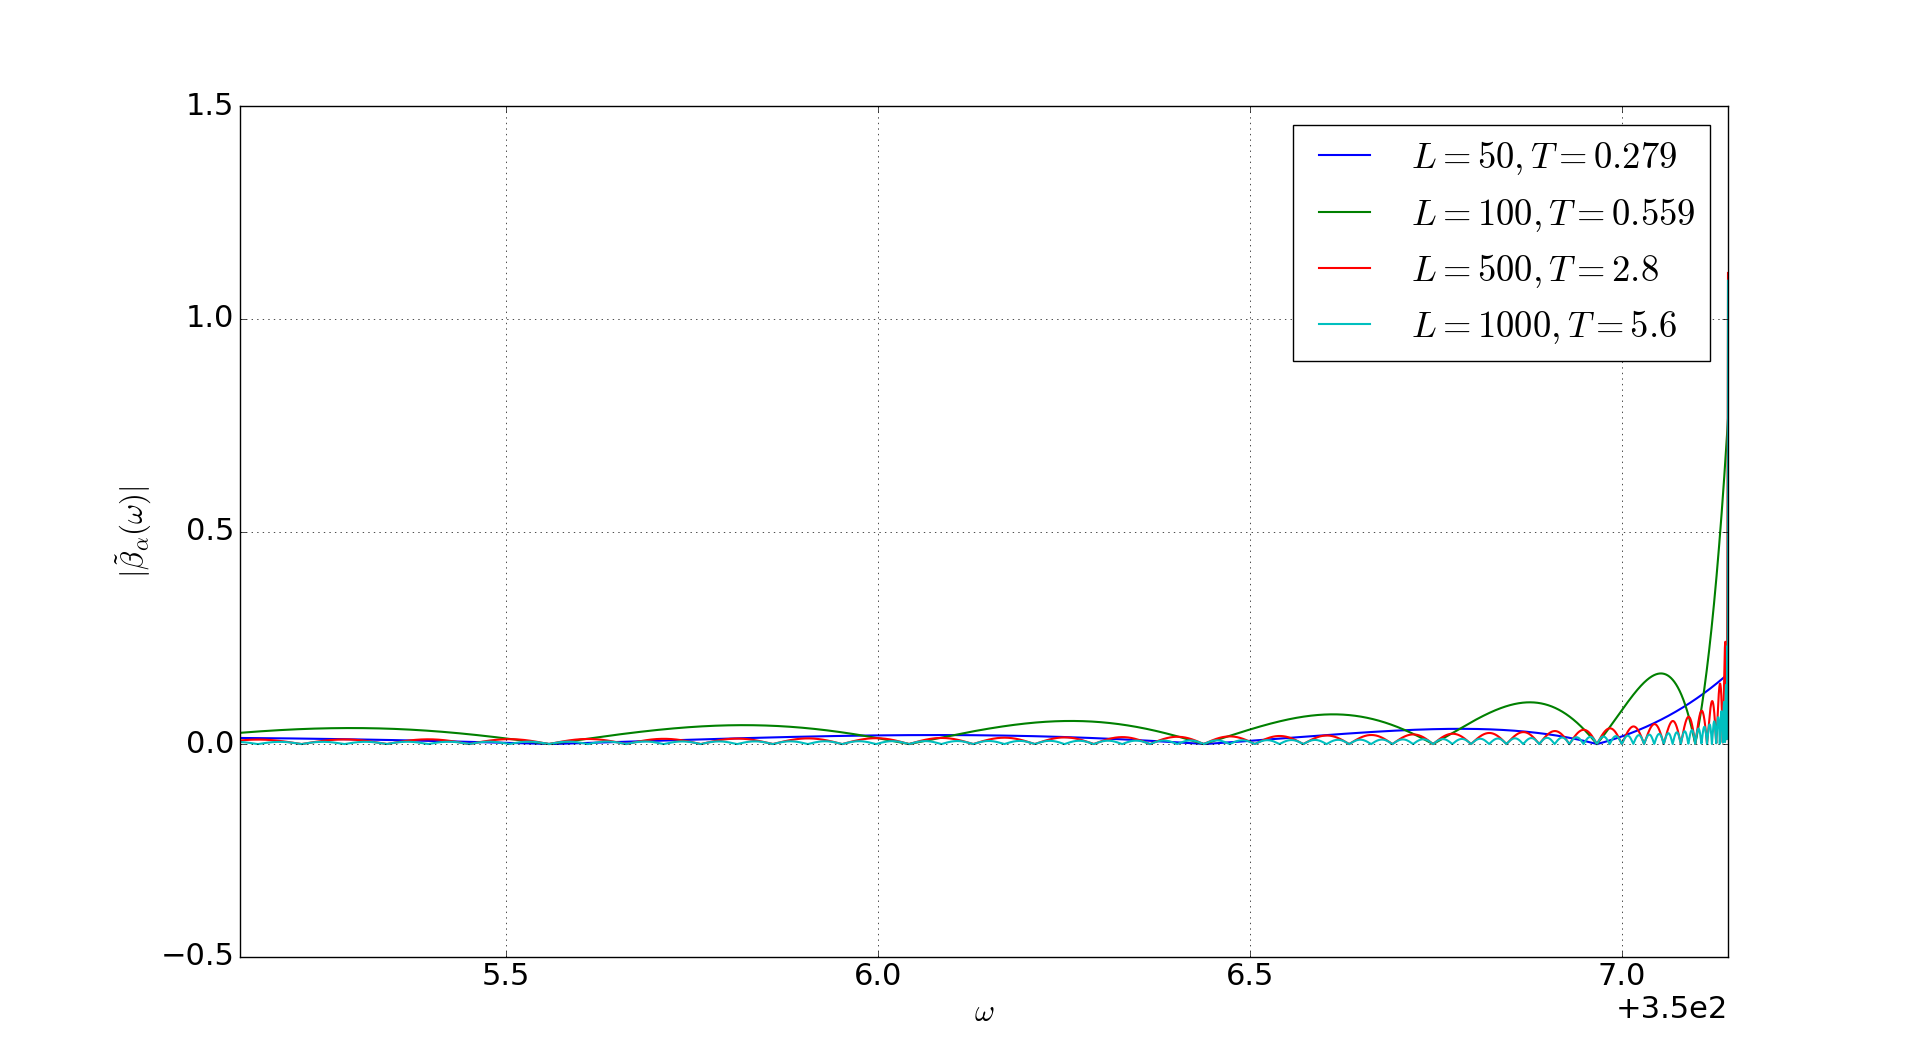 1.5
1.0
0.5
0.0
−0.5
|β̃α(ω)|
L = 50, T = 0.279
L = 100, T = 0.559
L = 500, T = 2.8
L = 1000, T = 5.6
5.5 6.0 6.5 7.0
+3.5e2
ω